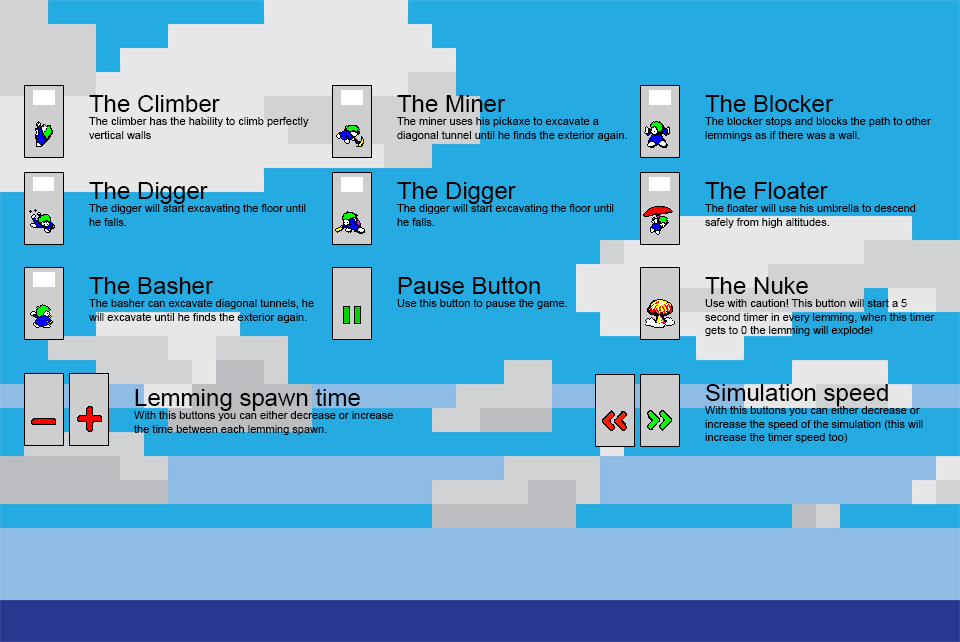 The Climber
The climber has the hability to climb perfectly
vertical walls
The Miner
The miner uses his pickaxe to excavate a
diagonal tunnel until he finds the exterior again.
The Blocker
The blocker stops and blocks the path to other
lemmings as if there was a wall.
The Digger
The digger will start excavating the floor until
he falls.
The Digger
The digger will start excavating the floor until
he falls.
The Floater
The floater will use his umbrella to descend
safely from high altitudes.
The Basher
The basher can excavate diagonal tunnels, he
will excavate until he finds the exterior again.
Pause Button
Use this button to pause the game.
The Nuke
Use with caution! This button will start a 5
second timer in every lemming, when this timer
gets to 0 the lemming will explode!
Lemming spawn time
With this buttons you can either decrease or increase
the time between each lemming spawn.
Simulation speed
With this buttons you can either decrease or
increase the speed of the simulation (this will
increase the timer speed too)